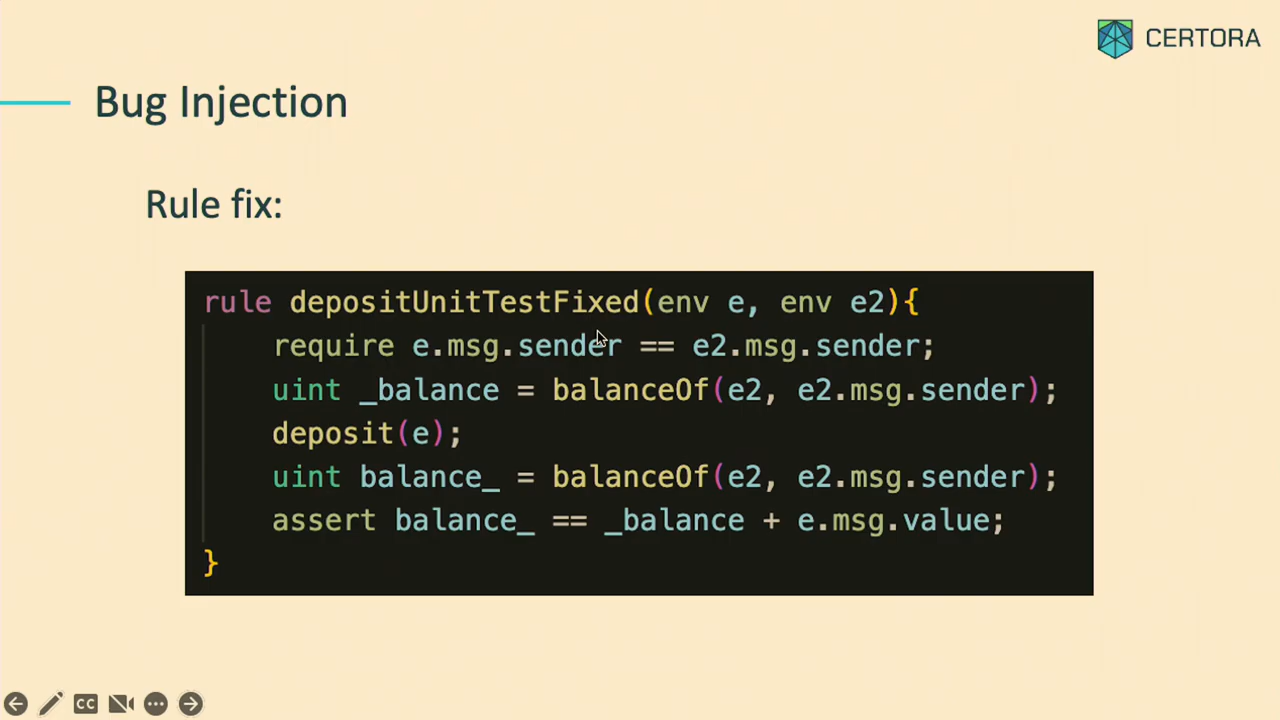 CERTORA
Bug Injection
Rule fix:
rule depositUnitTestFixed(env e, env e2){
    require e.msg.sender == e2.msg.sender;
    uint _balance = balanceOf(e2, e2.msg.sender);
    deposit(e);
    uint balance_ = balanceOf(e2, e2.msg.sender);
    assert balance_ == _balance + e.msg.value;
}
CC